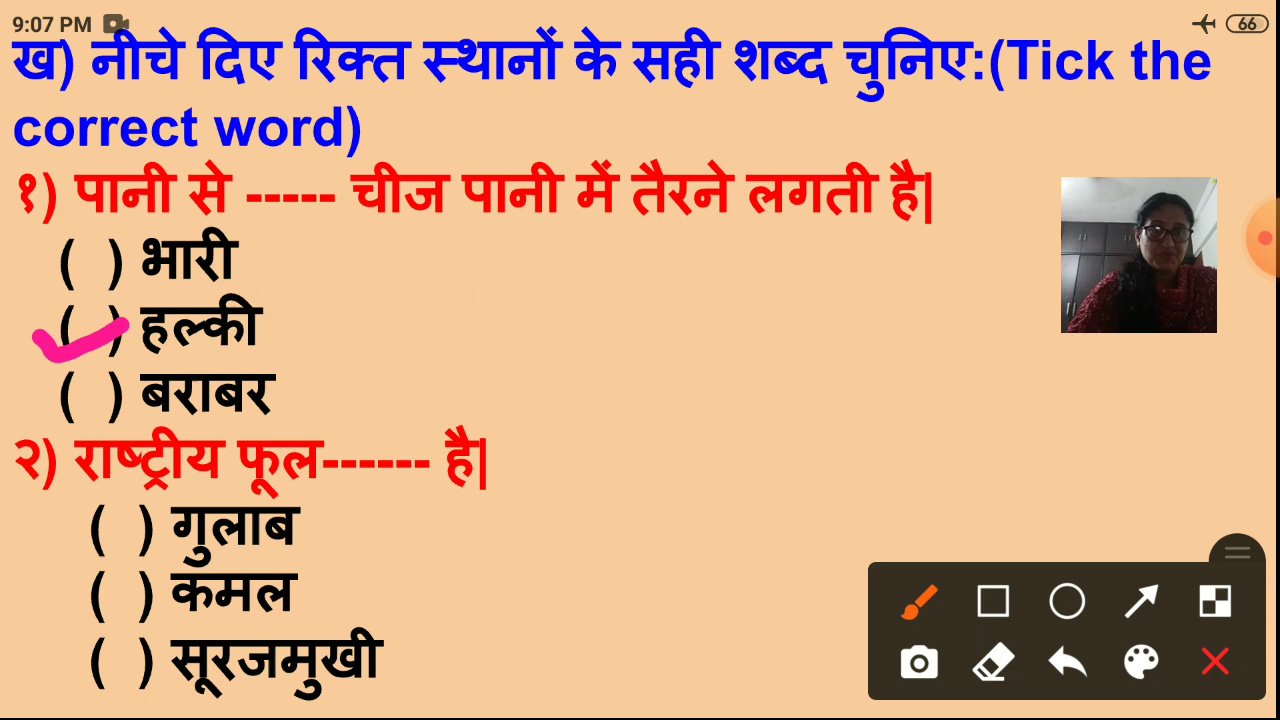 9:07 PM
66
ख) नीचे दिए रिक्त स्थानों के सही शब्द चुनिए:(Tick the
correct word)
१) पानी से ----- चीज पानी में तैरने लगती है|
( ) भारी
( ) हल्की
( ) बराबर
२) राष्ट्रीय फूल------ है|
( ) गुलाब
( ) कमल
( ) सूरजमुखी